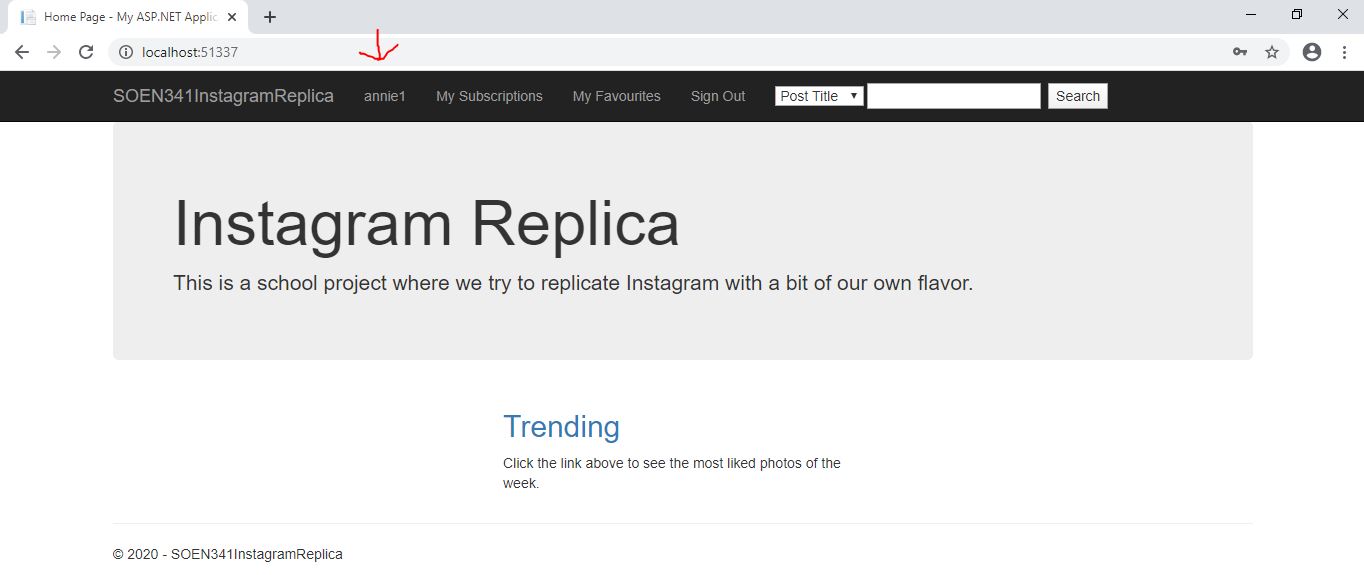 Home Page - My ASP.NET Applic
localhost:51337
SOEN341InstagramReplica annie1 My Subscriptions My Favourites Sign Out Post Title Search
Instagram Replica
This is a school project where we try to replicate Instagram with a bit of our own flavor.
Trending
Click the link above to see the most liked photos of the
week.
© 2020 - SOEN341InstagramReplica